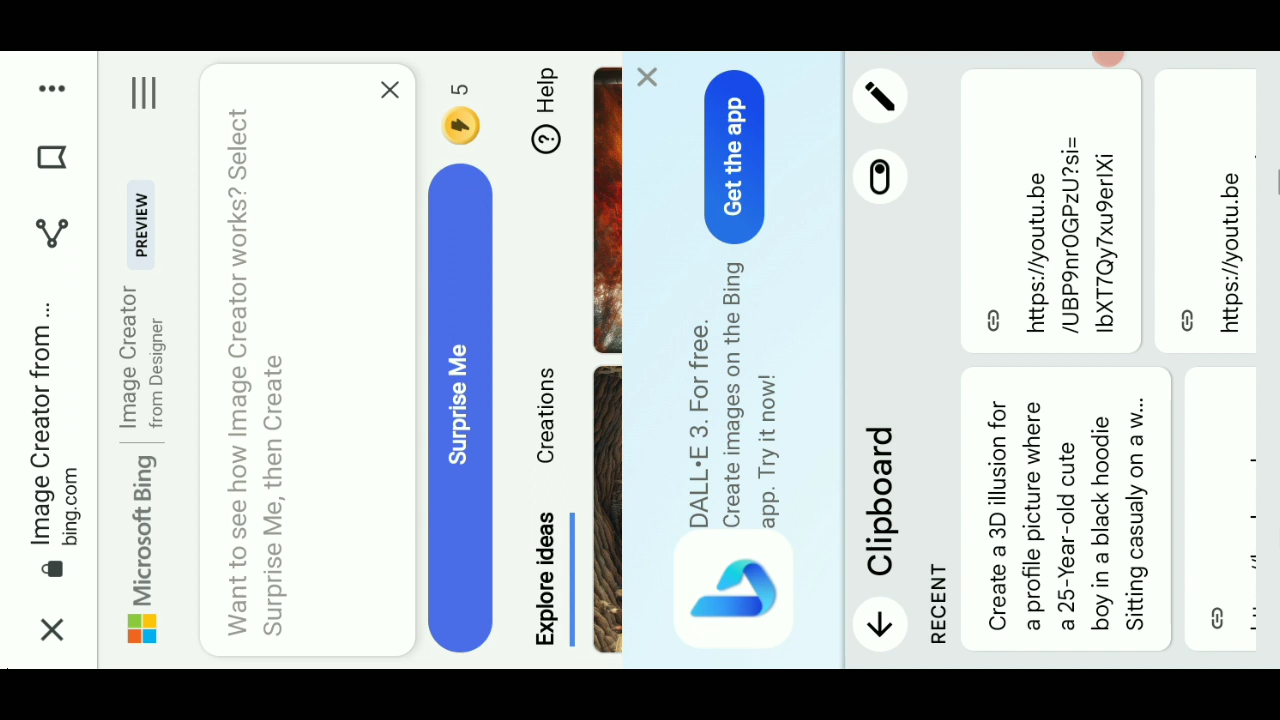 Image Creator from ...
bing.com
Microsoft Bing
Image Creator
from Designer
PREVIEW
Want to see how Image Creator works? Select
Surprise Me, then Create
Surprise Me
5
Explore ideas
Creations
Help
DALL•E 3. For free.
Create images on the Bing
app. Try it now!
Get the app
Clipboard
RECENT
Create a 3D illusion for
a profile picture where
a 25-Year-old cute
boy in a black hoodie
Sitting casualy on a w...
https://youtu.be
/UBP9nr0GPzU?si=
https://youtu.be